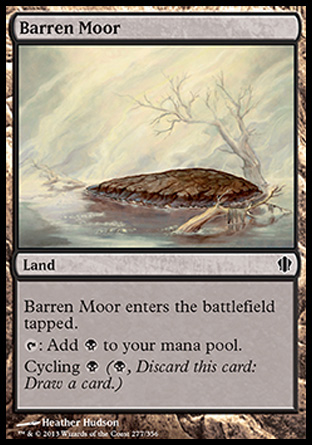 Barren Moor
Land
Barren Moor enters the battlefield
tapped.
: Add to your mana pool.
Cycling (, Discard this card:
Draw a card.)
Heather Hudson
™ & © 2013 Wizards of the Coast 277/356